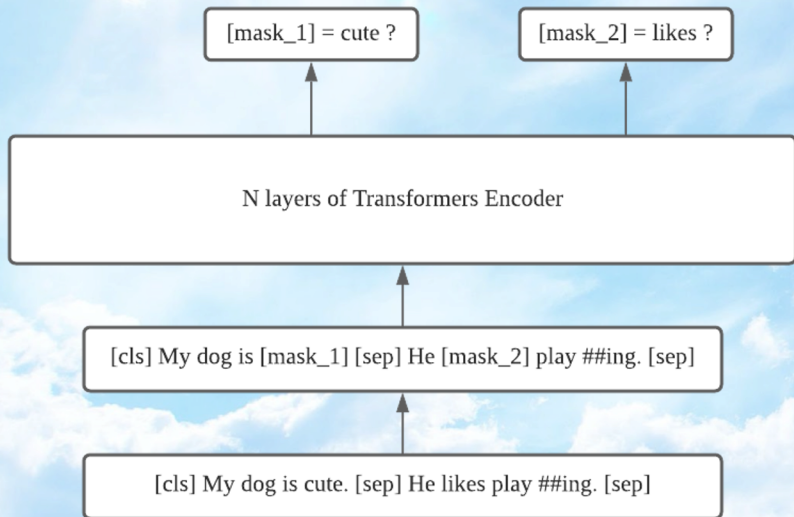 [mask_1] = cute ?
[mask_2] = likes ?
N layers of Transformers Encoder
[cls] My dog is [mask_1] [sep] He [mask_2] play ##ing. [sep]
[cls] My dog is cute. [sep] He likes play ##ing. [sep]